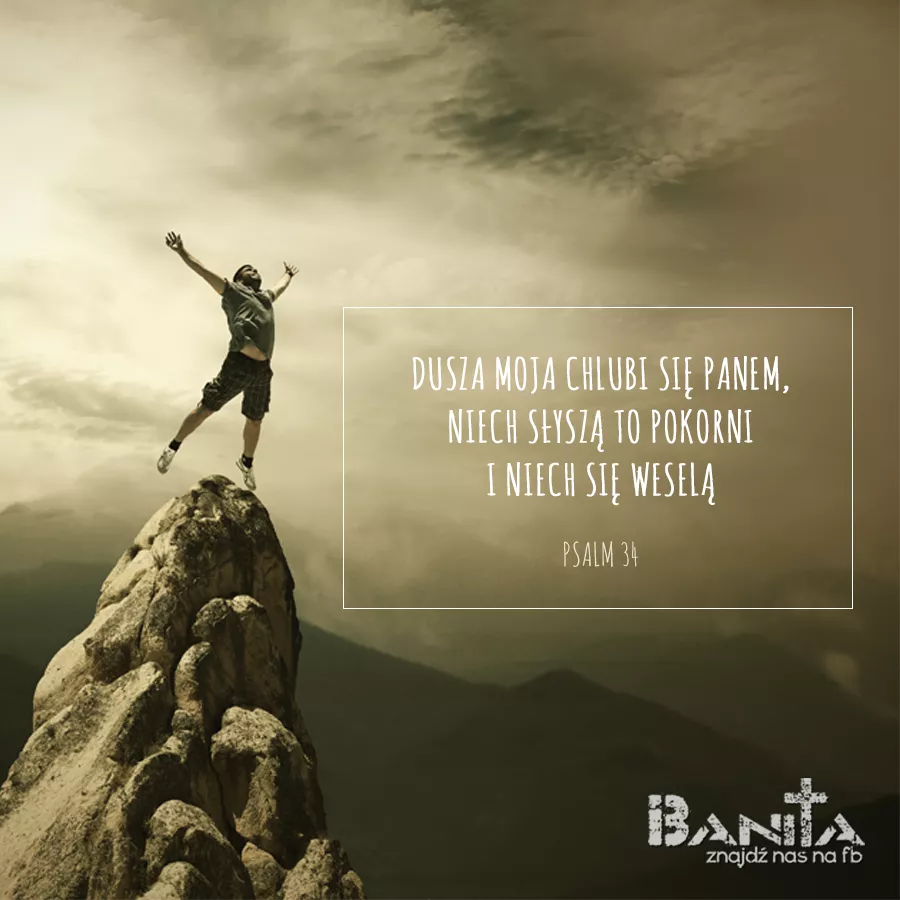 DUSZA MOJA CHLUBI SIĘ PANEM,
NIECH SŁYSZĄ TO POKORNI
I NIECH SIĘ WESELĄ
PSALM 34
BANITA
znajdź nas na fb